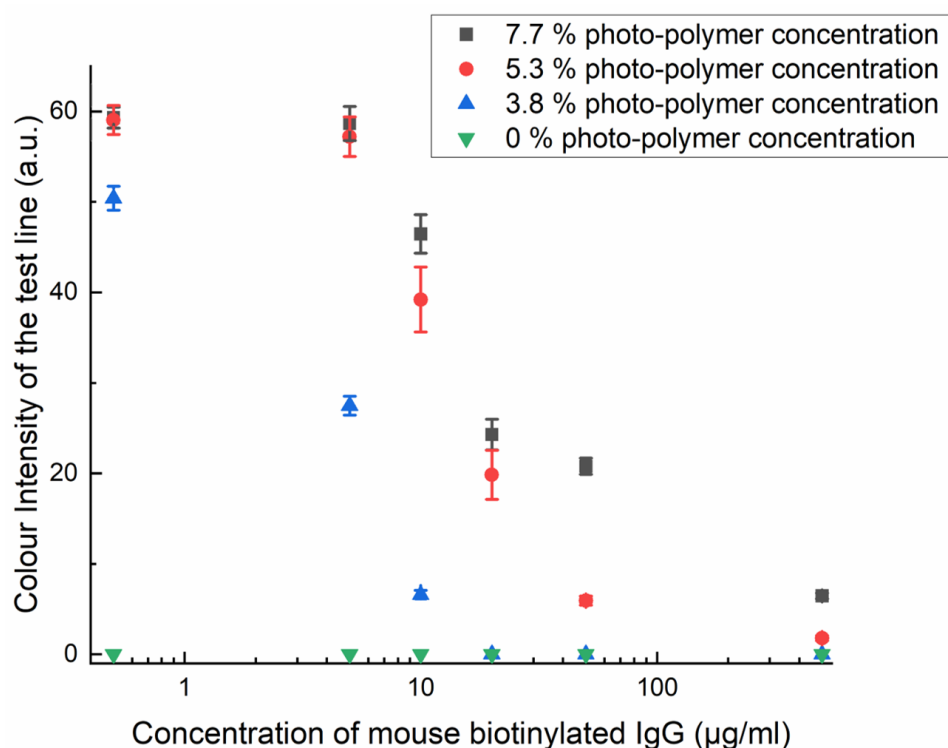 7.7 % photo-polymer concentration
5.3 % photo-polymer concentration
3.8 % photo-polymer concentration
0 % photo-polymer concentration
Colour Intensity of the test line (a.u.)
60
40
20
0
1
10
100
Concentration of mouse biotinylated IgG (µg/ml)